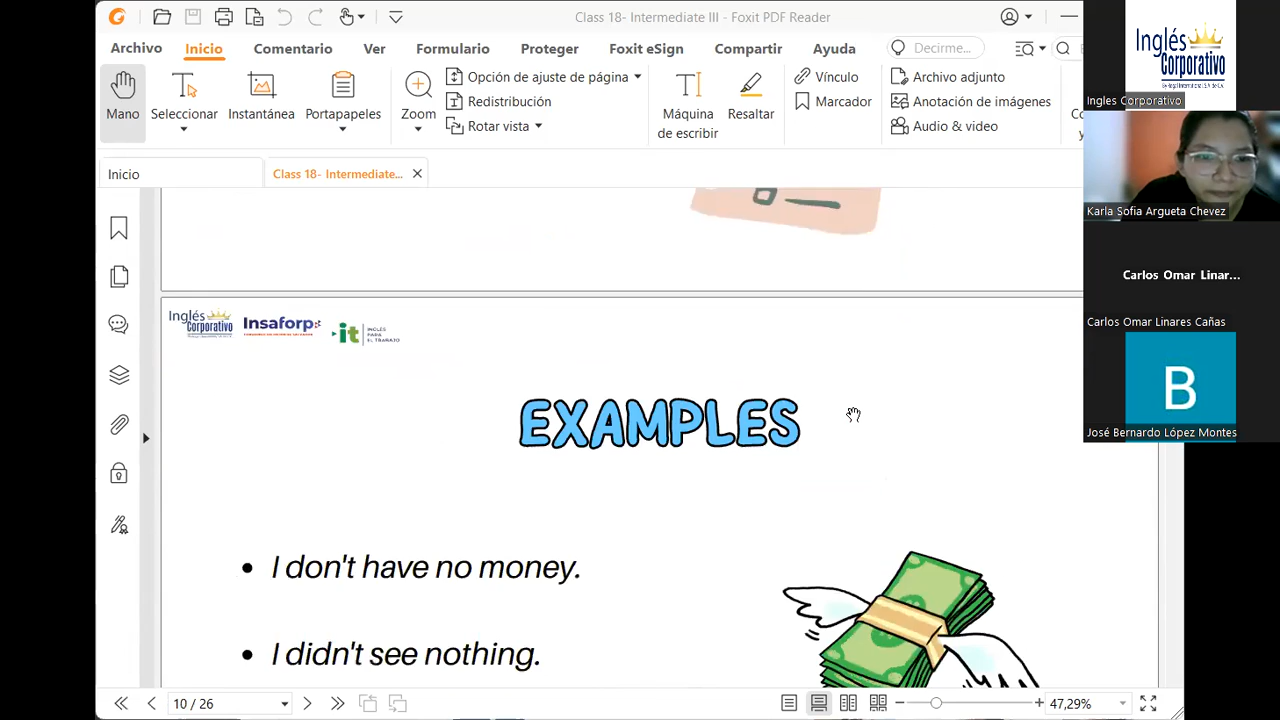 Class 18- Intermediate III - Foxit PDF Reader
Archivo Inicio Comentario Ver Formulario Proteger Foxit eSign Compartir Ayuda Decirme...
Mano
Seleccionar
Instantánea
Portapapeles
Zoom
Opción de ajuste de página
Redistribución
Rotar vista
Máquina
de escribir
Resaltar
Vínculo
Marcador
Archivo adjunto
Anotación de imágenes
Audio & video
Inicio
Class 18- Intermediate...
Inglés
Corporativo
Insaforp
it INGLÉS
PARA
EL TRABAJO
EXAMPLES
• I don't have no money.
• I didn't see nothing.
10 / 26
47,29%
Inglés
Corporativo
Ingles Corporativo
Karla Sofia Argueta Chevez
Carlos Omar Linar...
Carlos Omar Linares Cañas
B
José Bernardo López Montes